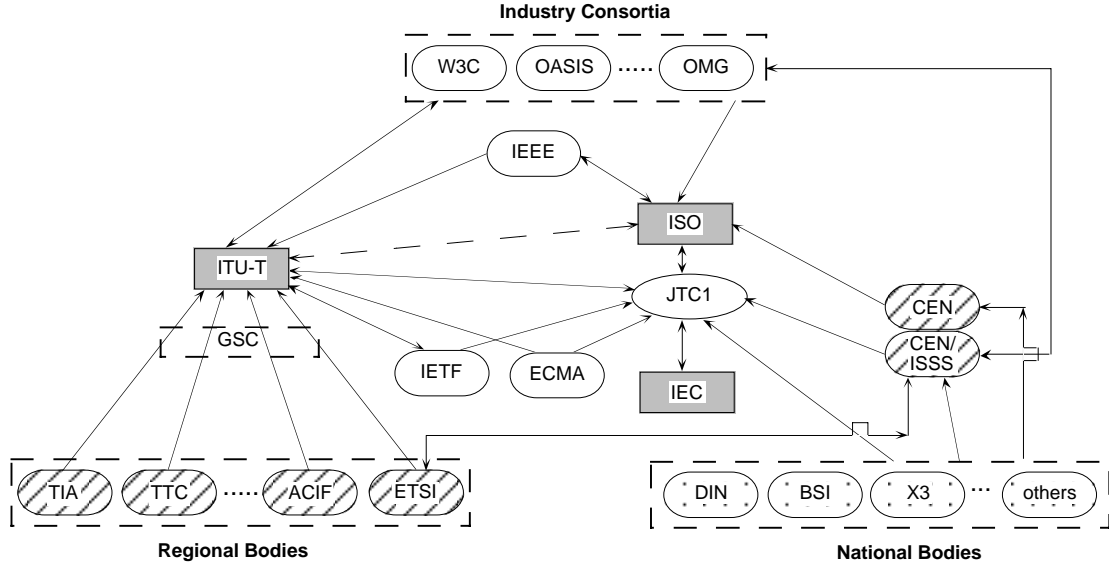 Industry Consortia
W3C
OASIS
.....
OMG
IEEE
ISO
ITU-T
JTC1
CEN
GSC
CEN/
ISSS
IETF
ECMA
IEC
TIA
TTC
......
ACIF
ETSI
DIN
BSI
X3
...
others
Regional Bodies
National Bodies